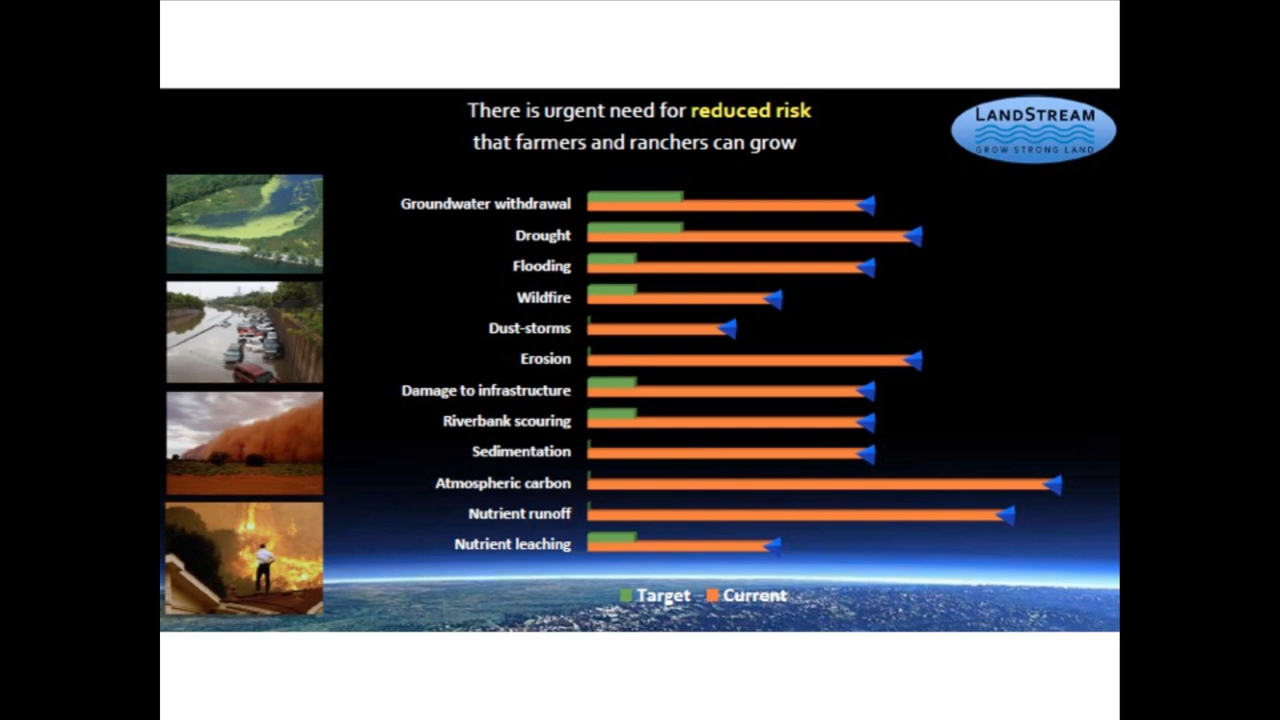 There is urgent need for reduced risk
that farmers and ranchers can grow
LANDSTREAM
GROW STRONG LAND
Groundwater withdrawal
Drought
Flooding
Wildfire
Dust-storms
Erosion
Damage to infrastructure
Riverbank scouring
Sedimentation
Atmospheric carbon
Nutrient runoff
Nutrient leaching
Target Current